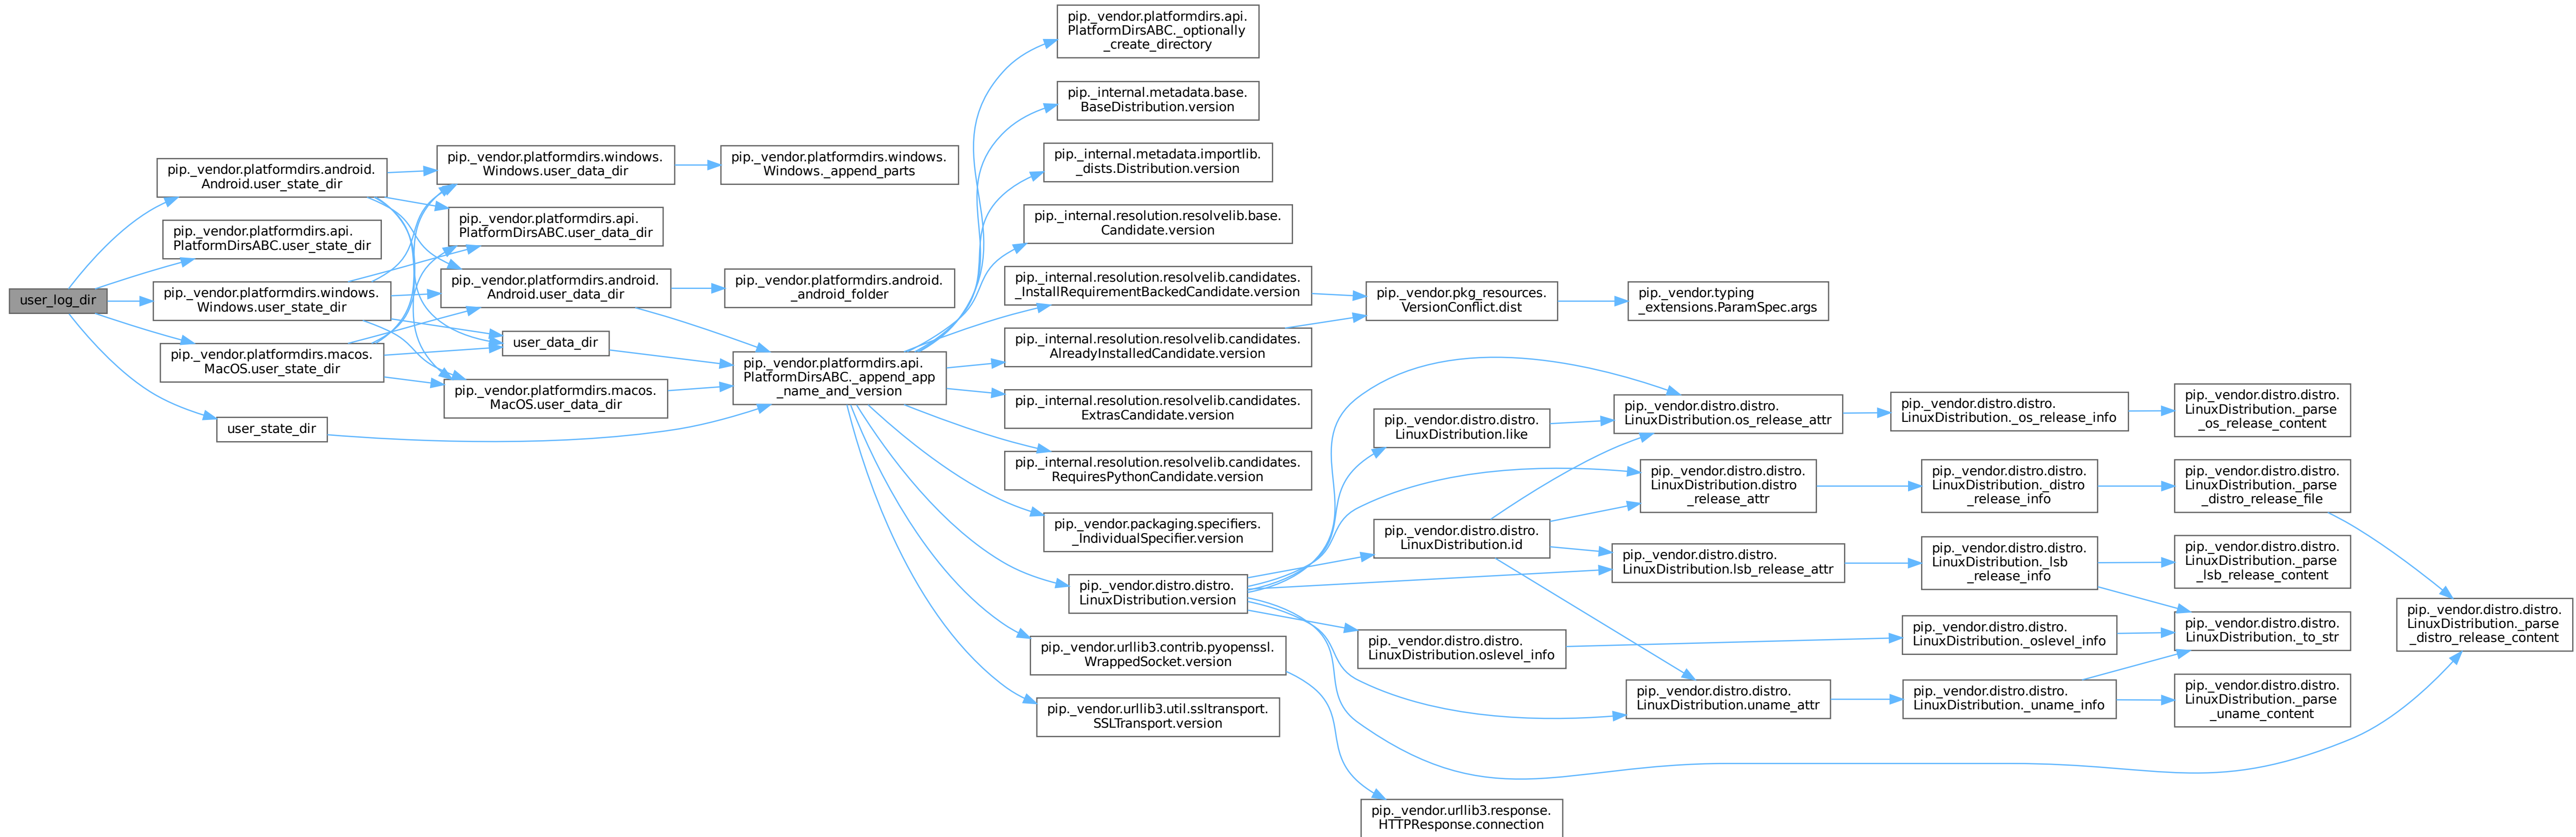 user_log_dir
pip._vendor.platformdirs.android.
Android.user_state_dir
pip._vendor.platformdirs.api.
PlatformDirsABC.user_state_dir
pip._vendor.platformdirs.windows.
Windows.user_state_dir
pip._vendor.platformdirs.macos.
MacOS.user_state_dir
user_state_dir
pip._vendor.platformdirs.windows.
Windows.user_data_dir
pip._vendor.platformdirs.api.
PlatformDirsABC.user_data_dir
pip._vendor.platformdirs.android.
Android.user_data_dir
user_data_dir
pip._vendor.platformdirs.macos.
MacOS.user_data_dir
pip._vendor.platformdirs.windows.
Windows._append_parts
pip._vendor.platformdirs.android.
_android_folder
pip._vendor.platformdirs.api.
PlatformDirsABC._append_app
_name_and_version
pip._vendor.platformdirs.api.
PlatformDirsABC._optionally
_create_directory
pip._internal.metadata.base.
BaseDistribution.version
pip._internal.metadata.importlib.
_dists.Distribution.version
pip._internal.resolution.resolvelib.base.
Candidate.version
pip._internal.resolution.resolvelib.candidates.
_InstallRequirementBackedCandidate.version
pip._internal.resolution.resolvelib.candidates.
AlreadyInstalledCandidate.version
pip._internal.resolution.resolvelib.candidates.
ExtrasCandidate.version
pip._internal.resolution.resolvelib.candidates.
RequiresPythonCandidate.version
pip._vendor.packaging.specifiers.
_IndividualSpecifier.version
pip._vendor.distro.distro.
LinuxDistribution.version
pip._vendor.urllib3.contrib.pyopenssl.
WrappedSocket.version
pip._vendor.urllib3.util.ssltransport.
SSLTransport.version
pip._vendor.pkg_resources.
VersionConflict.dist
pip._vendor.distro.distro.
LinuxDistribution.like
pip._vendor.distro.distro.
LinuxDistribution.id
pip._vendor.distro.distro.
LinuxDistribution.oslevel_info
pip._vendor.urllib3.response.
HTTPResponse.connection
pip._vendor.typing
_extensions.ParamSpec.args
pip._vendor.distro.distro.
LinuxDistribution.os_release_attr
pip._vendor.distro.distro.
LinuxDistribution.distro
_release_attr
pip._vendor.distro.distro.
LinuxDistribution.lsb_release_attr
pip._vendor.distro.distro.
LinuxDistribution.uname_attr
pip._vendor.distro.distro.
LinuxDistribution._os_release_info
pip._vendor.distro.distro.
LinuxDistribution._distro
_release_info
pip._vendor.distro.distro.
LinuxDistribution._lsb
_release_info
pip._vendor.distro.distro.
LinuxDistribution._oslevel_info
pip._vendor.distro.distro.
LinuxDistribution._uname_info
pip._vendor.distro.distro.
LinuxDistribution._parse
_os_release_content
pip._vendor.distro.distro.
LinuxDistribution._parse
_distro_release_file
pip._vendor.distro.distro.
LinuxDistribution._parse
_lsb_release_content
pip._vendor.distro.distro.
LinuxDistribution._to_str
pip._vendor.distro.distro.
LinuxDistribution._parse
_uname_content
pip._vendor.distro.distro.
LinuxDistribution._parse
_distro_release_content